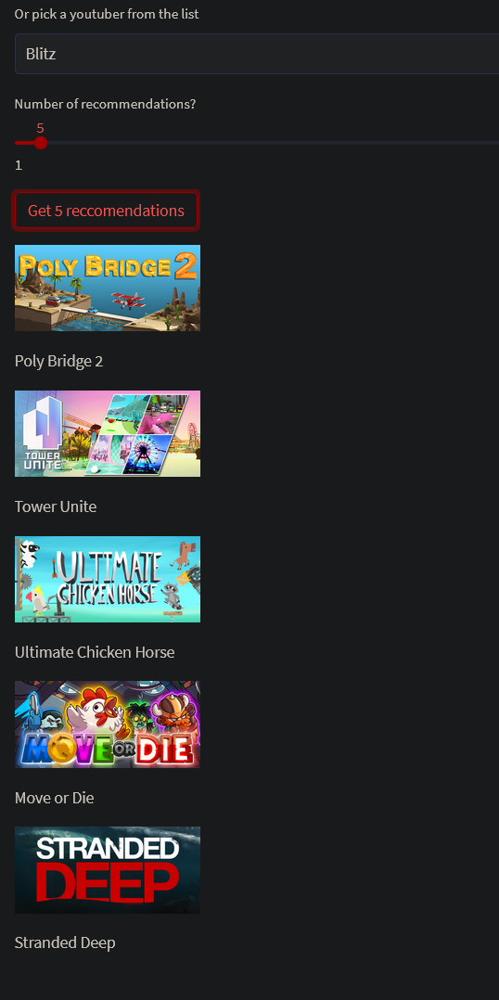 Or pick a youtuber from the list
Blitz
Number of recommendations?
5
1
Get 5 reccomendations
POLY BRIDGE 2
Poly Bridge 2
TOWER
UNITE
Tower Unite
ULTIMATE
CHICKEN HORSE
Ultimate Chicken Horse
MOVE OR DIE
Move or Die
STRANDED
DEEP
Stranded Deep